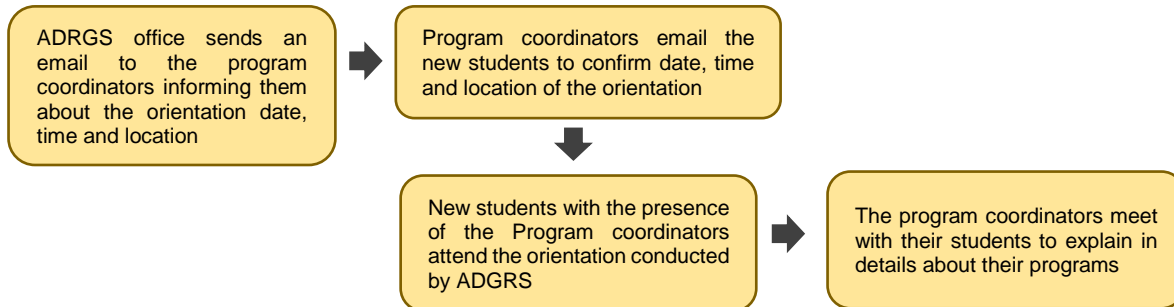 ADRGS office sends an
email to the program
coordinators informing them
about the orientation date,
time and location
Program coordinators email the
new students to confirm date, time
and location of the orientation
New students with the presence
of the Program coordinators
attend the orientation conducted
by ADGRS
The program coordinators meet
with their students to explain in
details about their programs